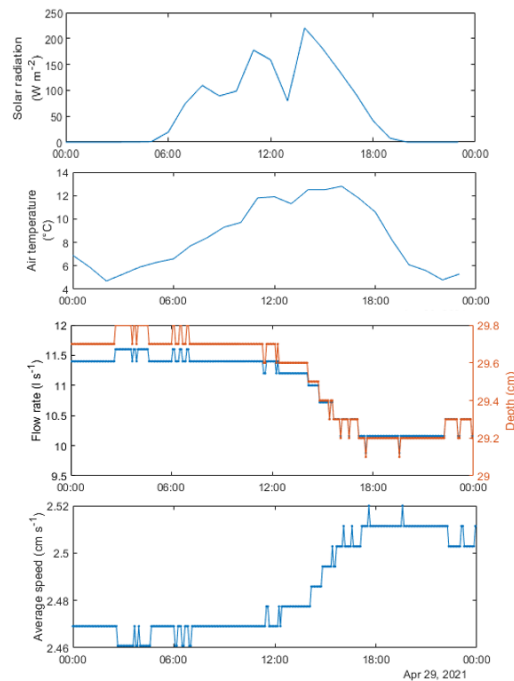 250
200
150
100
50
0
Solar radiation
(W m⁻²)
00:00 06:00 12:00 18:00 00:00
14
12
10
8
6
4
Air temperature
(°C)
00:00 06:00 12:00 18:00 00:00
12
11.5
11
10.5
10
9.5
Flow rate (l s⁻¹)
29.8
29.6
29.4
29.2
29
Depth (cm)
00:00 06:00 12:00 18:00 00:00
2.52
2.5
2.48
2.46
Average speed (cm s⁻¹)
00:00 06:00 12:00 18:00 00:00
Apr 29, 2021